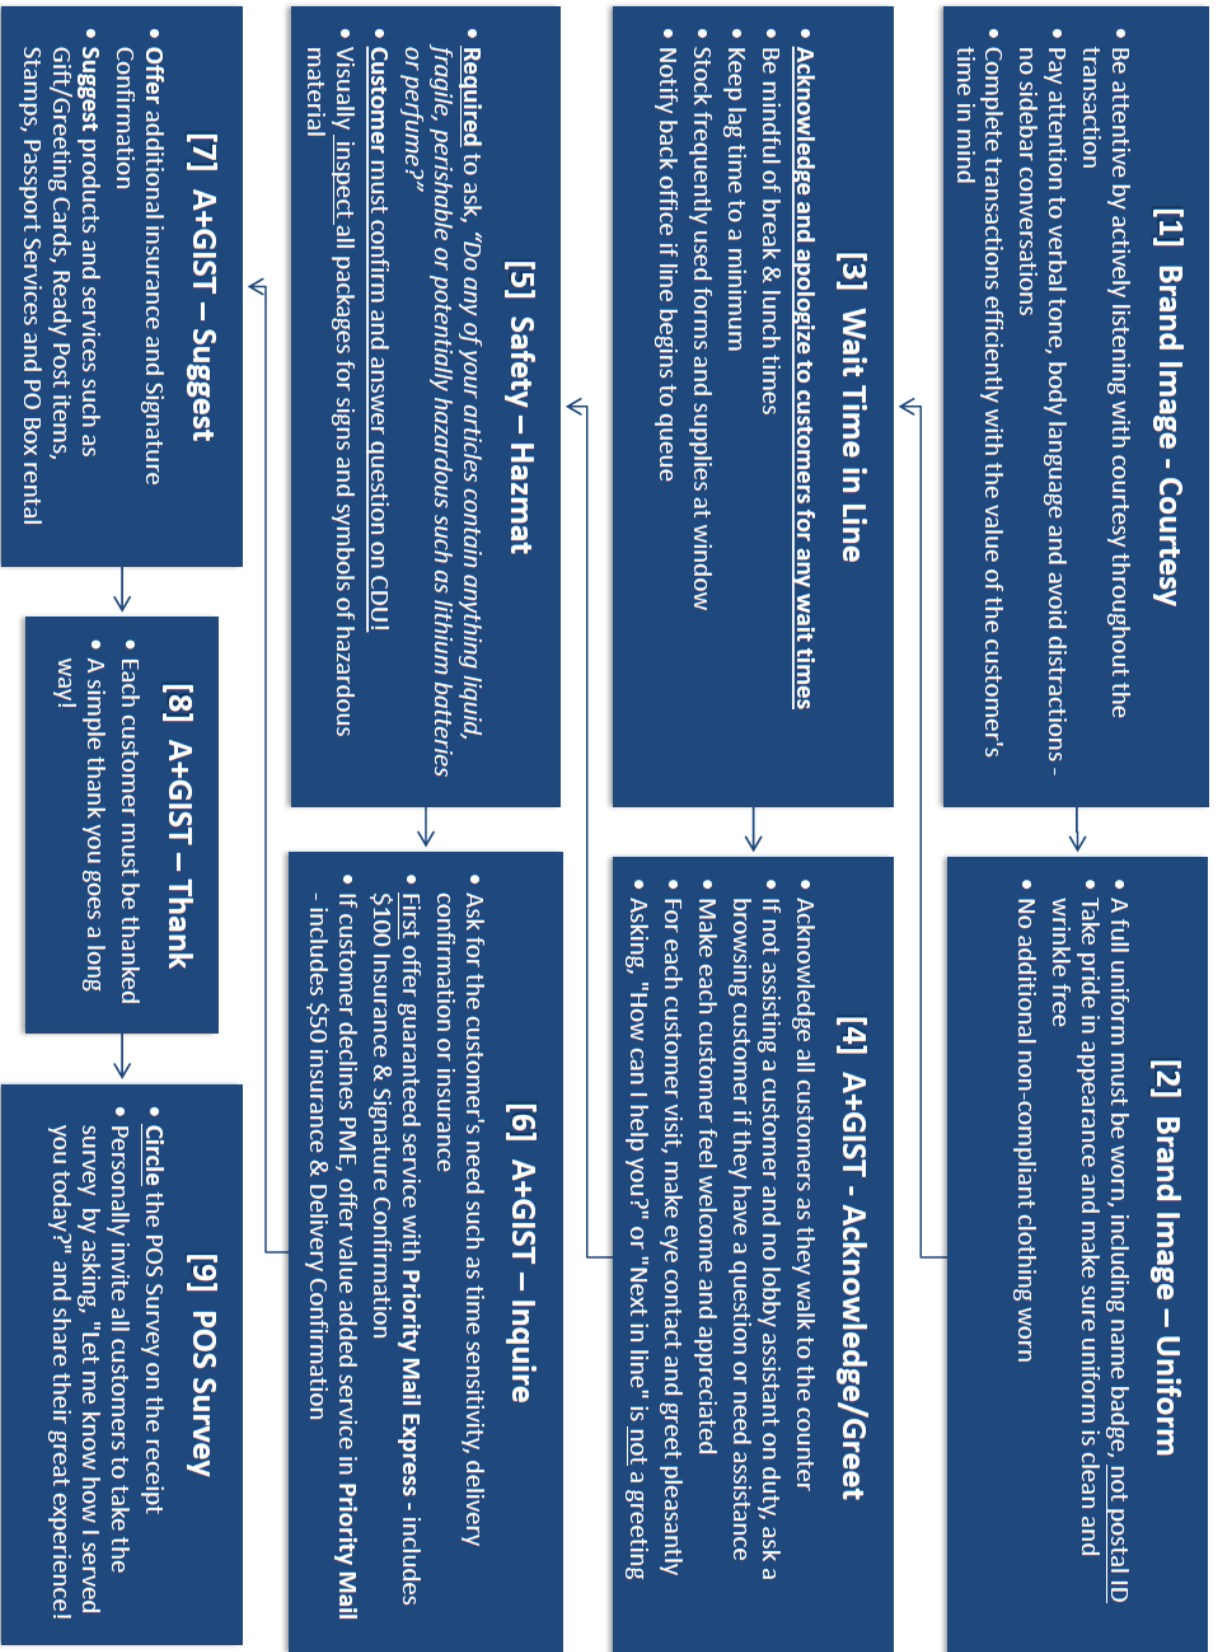 [1]  Brand Image - Courtesy
• Be attentive by actively listening with courtesy throughout the
transaction
• Pay attention to verbal tone, body language and avoid distractions -
no sidebar conversations
• Complete transactions efficiently with the value of the customer's
time in mind
[2]  Brand Image – Uniform
• A full uniform must be worn, including name badge, not postal ID
• Take pride in appearance and make sure uniform is clean and
wrinkle free
• No additional non-compliant clothing worn
[3]  Wait Time in Line
• Acknowledge and apologize to customers for any wait times
• Be mindful of break & lunch times
• Keep lag time to a minimum
• Stock frequently used forms and supplies at window
• Notify back office if line begins to queue
[4]  A+GIST - Acknowledge/Greet
• Acknowledge all customers as they walk to the counter
• If not assisting a customer and no lobby assistant on duty, ask a
browsing customer if they have a question or need assistance
• Make each customer feel welcome and appreciated
• For each customer visit, make eye contact and greet pleasantly
• Asking, "How can I help you?" or "Next in line" is not a greeting
[5]  Safety – Hazmat
• Required to ask, “Do any of your articles contain anything liquid,
fragile, perishable or potentially hazardous such as lithium batteries
or perfume?”
• Customer must confirm and answer question on CDU!
• Visually inspect all packages for signs and symbols of hazardous
material
[6]  A+GIST – Inquire
• Ask for the customer's need such as time sensitivity, delivery
confirmation or insurance
• First offer guaranteed service with Priority Mail Express - includes
$100 Insurance & Signature Confirmation
• If customer declines PME, offer value added service in Priority Mail
- includes $50 insurance & Delivery Confirmation
[7]  A+GIST – Suggest
• Offer additional insurance and Signature
Confirmation
• Suggest products and services such as
Gift/Greeting Cards, Ready Post items,
Stamps, Passport Services and PO Box rental
[8]  A+GIST – Thank
• Each customer must be thanked
• A simple thank you goes a long
way!
[9]  POS Survey
• Circle the POS Survey on the receipt
• Personally invite all customers to take the
survey  by asking, "Let me know how I served
you today?" and share their great experience!